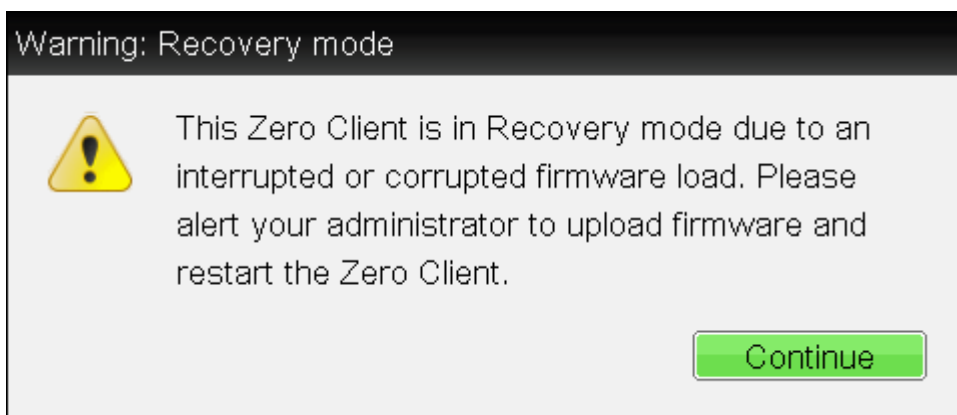 Warning: Recovery mode
This Zero Client is in Recovery mode due to an
interrupted or corrupted firmware load. Please
alert your administrator to upload firmware and
restart the Zero Client.
Continue